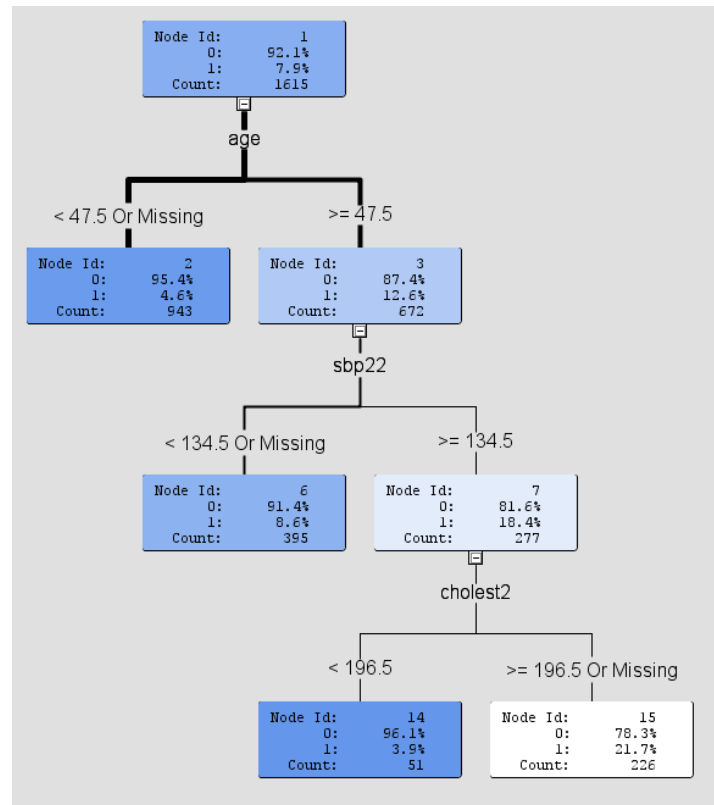 Node Id: 1
0: 92.1%
1: 7.9%
Count: 1615
age
< 47.5 Or Missing
>= 47.5
Node Id: 2
0: 95.4%
1: 4.6%
Count: 943
Node Id: 3
0: 87.4%
1: 12.6%
Count: 672
sbp22
< 134.5 Or Missing
>= 134.5
Node Id: 6
0: 91.4%
1: 8.6%
Count: 395
Node Id: 7
0: 81.6%
1: 18.4%
Count: 277
cholest2
< 196.5
>= 196.5 Or Missing
Node Id: 14
0: 96.1%
1: 3.9%
Count: 51
Node Id: 15
0: 78.3%
1: 21.7%
Count: 226